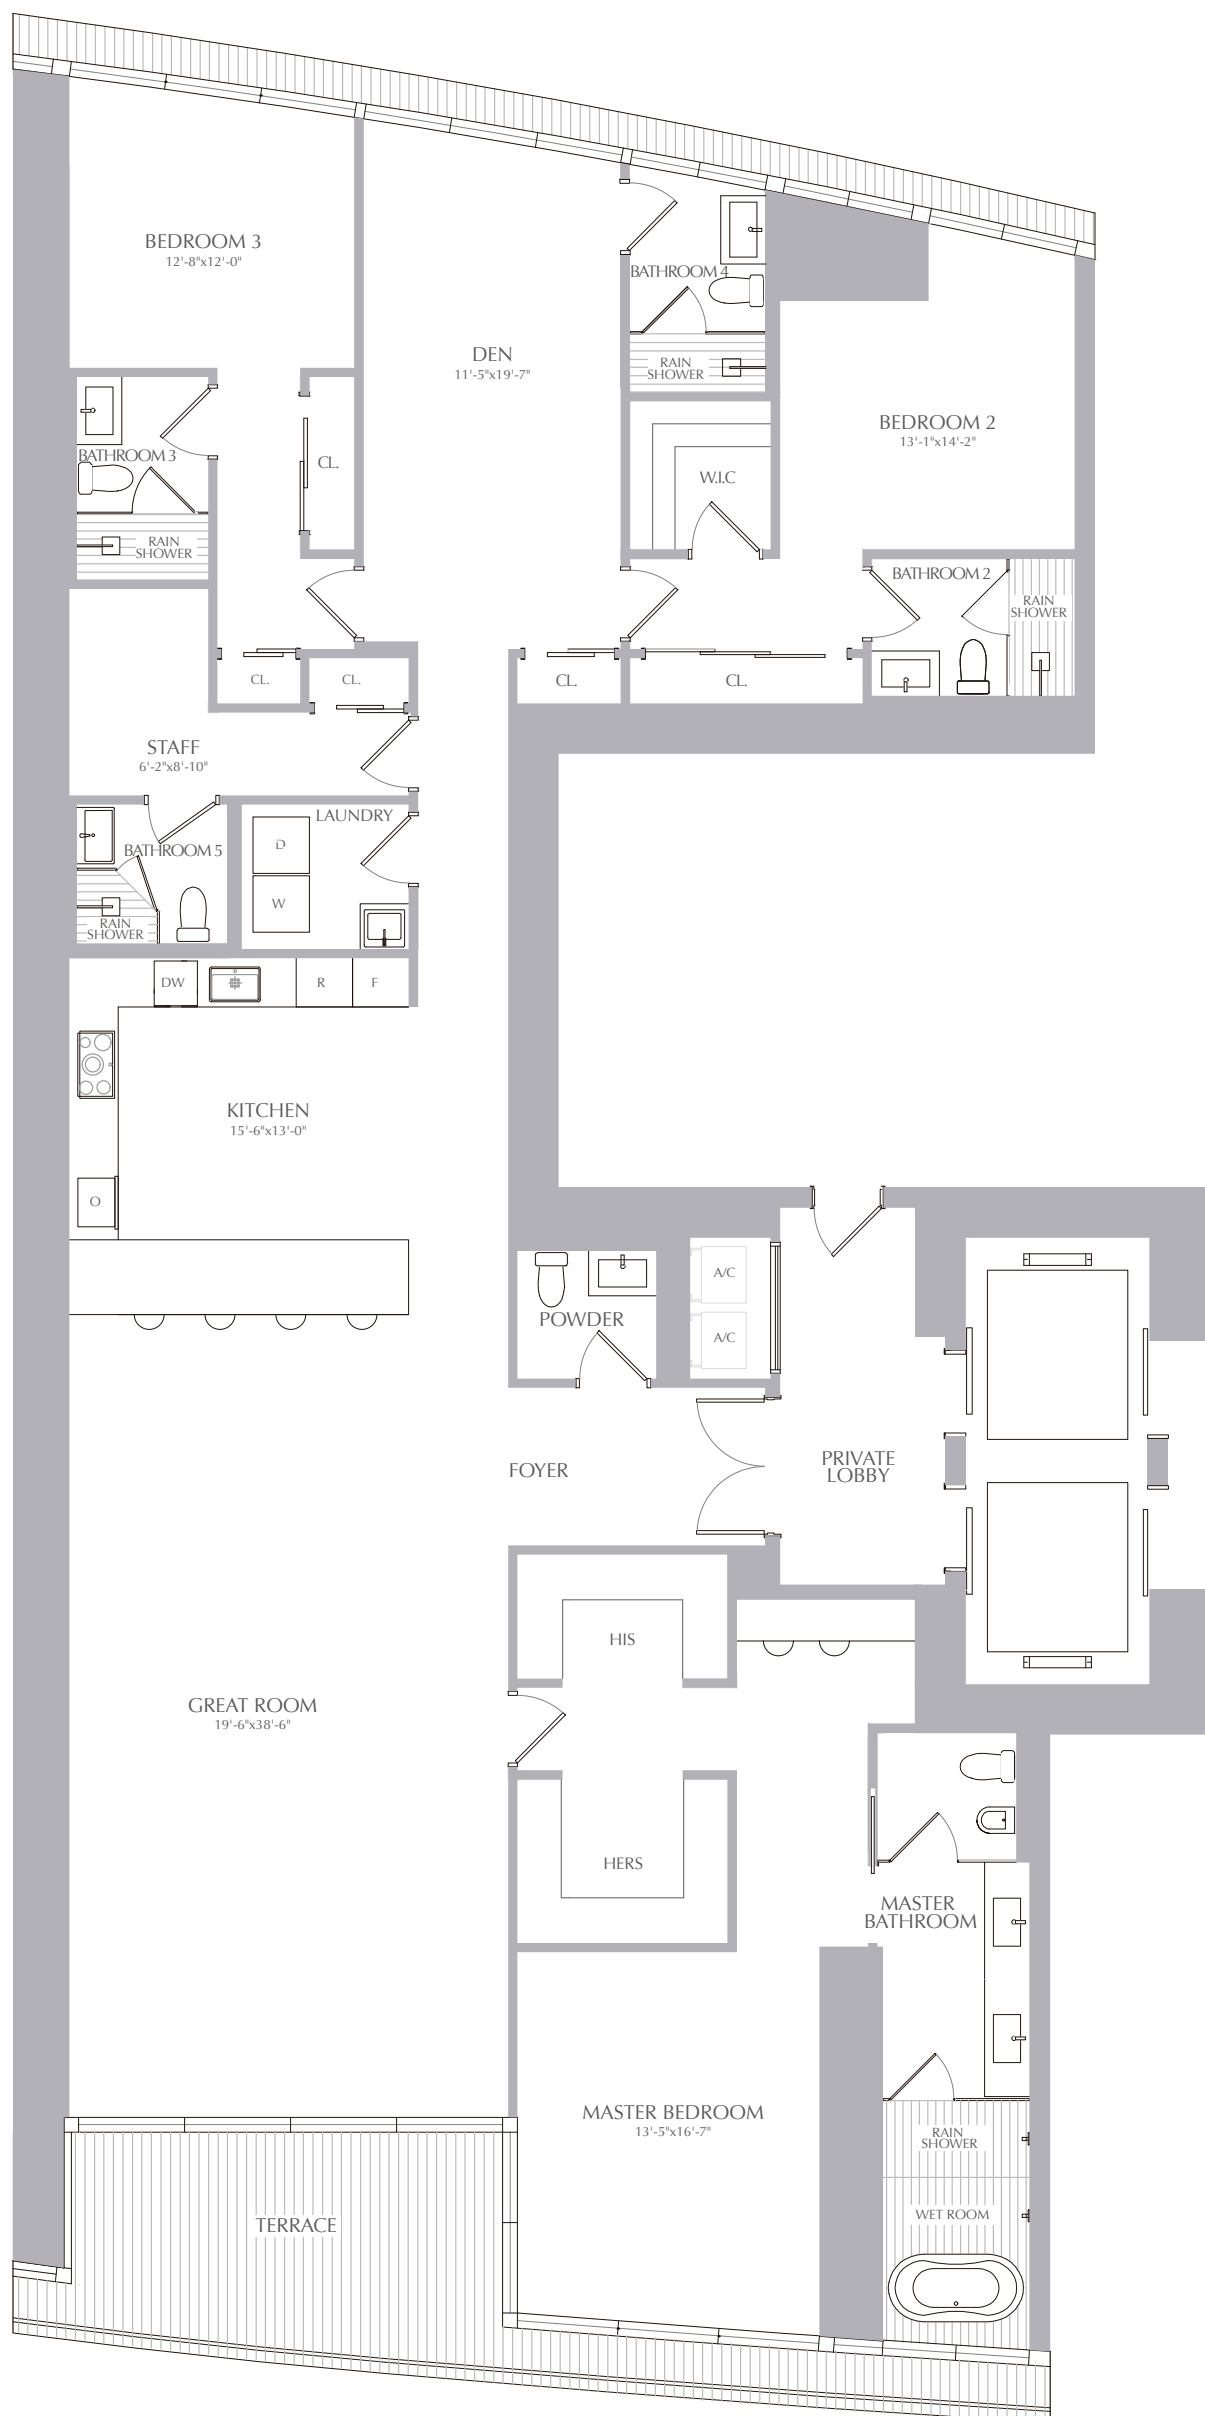 BEDROOM 3
12'-8"x12'-0"
BATHROOM 4
RAIN
SHOWER
DEN
11'-5"x19'-7"
BEDROOM 2
13'-1"x14'-2"
BATHROOM 3
CL.
W.I.C
RAIN
SHOWER
BATHROOM 2
RAIN
SHOWER
CL.
CL.
CL.
CL.
STAFF
6'-2"x8'-10"
LAUNDRY
D
BATHROOM 5
W
RAIN
SHOWER
DW
R
F
KITCHEN
15'-6"x13'-0"
O
A/C
POWDER
A/C
FOYER
PRIVATE
LOBBY
HIS
GREAT ROOM
19'-6"x38'-6"
HERS
MASTER
BATHROOM
MASTER BEDROOM
13'-5"x16'-7"
RAIN
SHOWER
WET ROOM
TERRACE